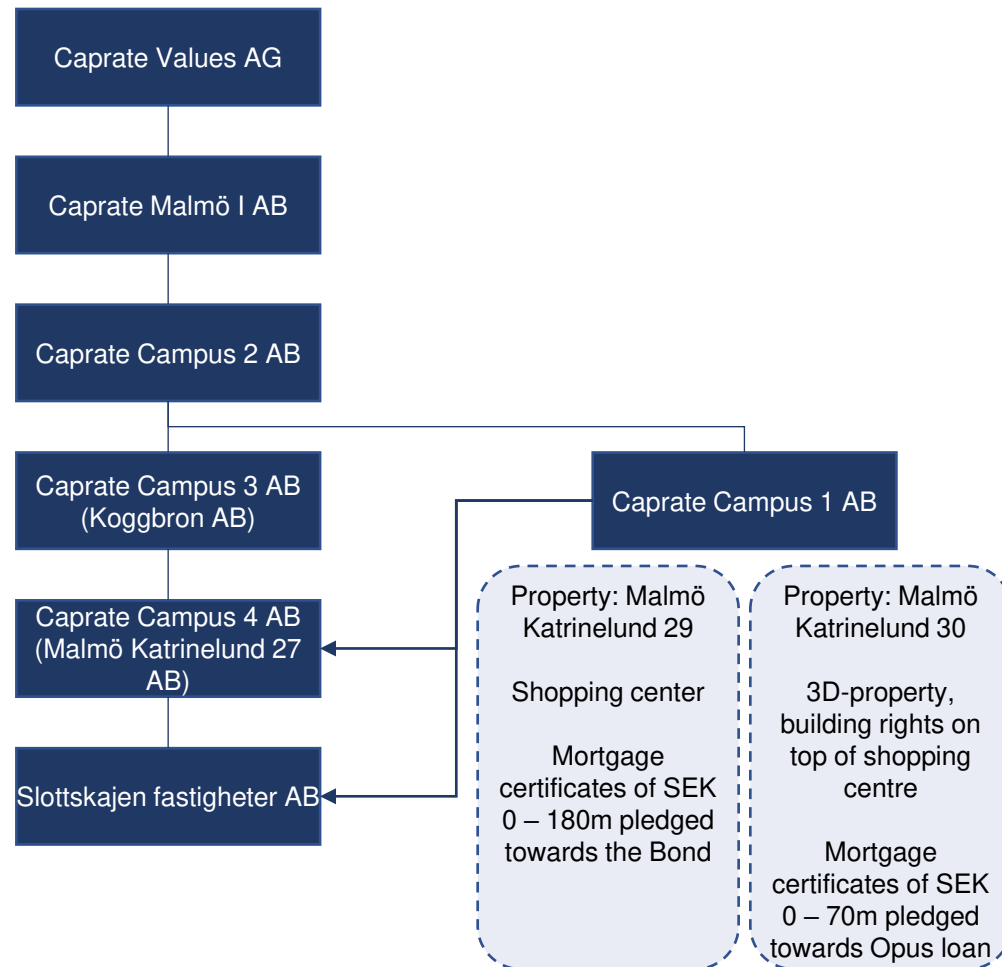 Caprate Values AG
Caprate Malmö I AB
Caprate Campus 2 AB
Caprate Campus 3 AB
(Koggbron AB)
Caprate Campus 1 AB
Caprate Campus 4 AB
(Malmö Katrinelund 27
AB)
Slottskajen fastigheter AB
Property: Malmö
Katrinelund 29
Shopping center
Mortgage
certificates of SEK
0 – 180m pledged
towards the Bond
Property: Malmö
Katrinelund 30
3D-property,
building rights on
top of shopping
centre
Mortgage
certificates of SEK
0 – 70m pledged
towards Opus loan